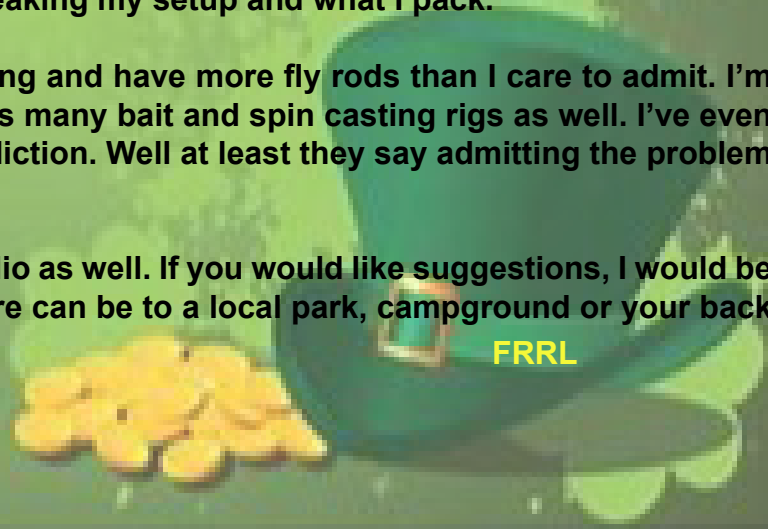 my setup and what I pack.
ng and have more fly rods than I care to admit. I’m
s many bait and spin casting rigs as well. I’ve even
diction. Well at least they say admitting the problem
dio as well. If you would like suggestions, I would be
re can be to a local park, campground or your back
FRRL